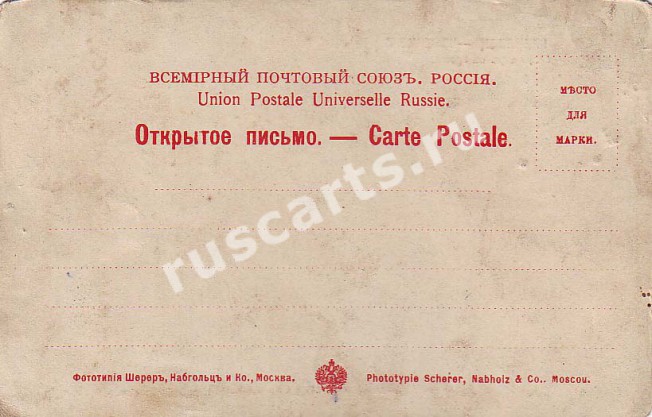 ВСЕМІРНЫЙ ПОЧТОВЫЙ СОЮЗЪ. РОССІЯ.
Union Postale Universelle Russie.
Открытое письмо. — Carte Postale.
МѢСТО
ДЛЯ
МАРКИ.
ruscarts.ru
Фототипія Шереръ, Набгольцъ и Ко., Москва.
Phototypie Scherer, Nabholz & Co.. Moscou.